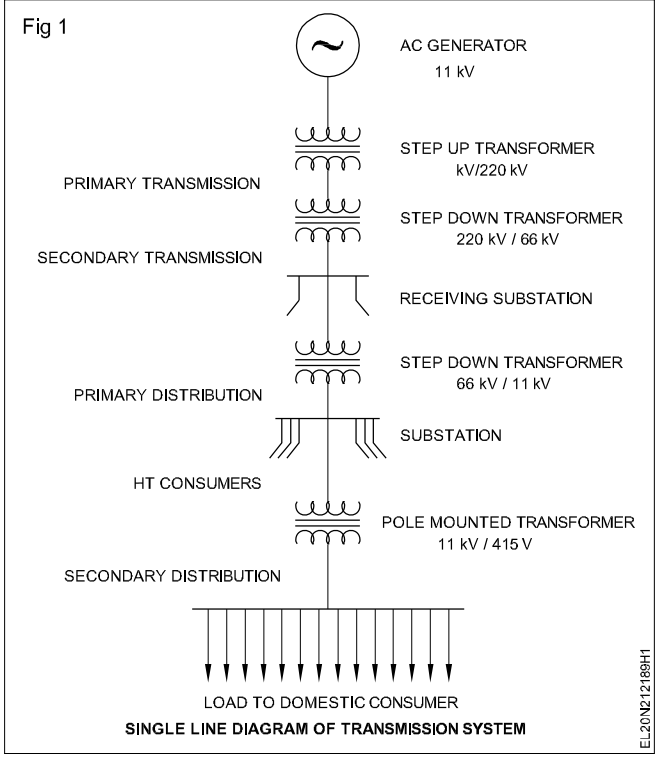 Fig 1
AC GENERATOR
11 kV
STEP UP TRANSFORMER
kV/220 kV
PRIMARY TRANSMISSION
STEP DOWN TRANSFORMER
220 kV / 66 kV
SECONDARY TRANSMISSION
RECEIVING SUBSTATION
STEP DOWN TRANSFORMER
66 kV / 11 kV
PRIMARY DISTRIBUTION
SUBSTATION
HT CONSUMERS
POLE MOUNTED TRANSFORMER
11 kV / 415 V
SECONDARY DISTRIBUTION
LOAD TO DOMESTIC CONSUMER
SINGLE LINE DIAGRAM OF TRANSMISSION SYSTEM
EL20N212189H1